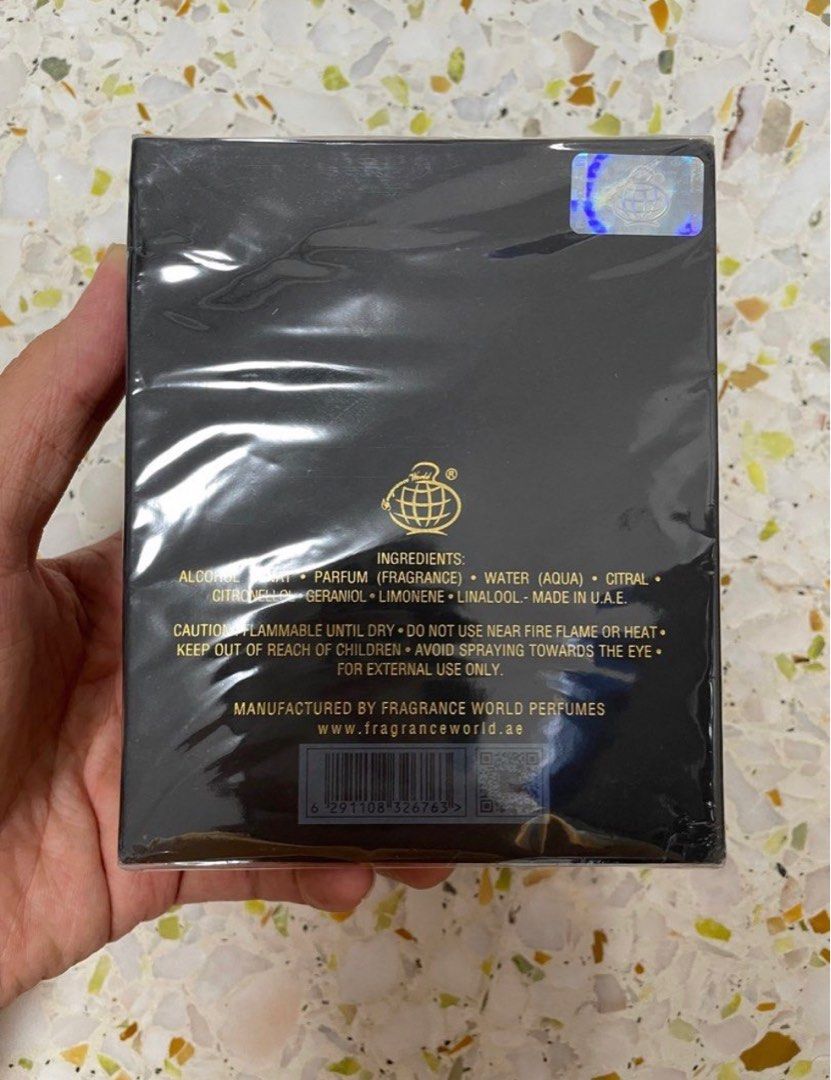 World ®
INGREDIENTS:
ALCOHOL • PARFUM (FRAGRANCE) • WATER (AQUA) • CITRAL •
CITRONELLOL • GERANIOL • LIMONENE • LINALOOL.- MADE IN U.A.E.
CAUTION: FLAMMABLE UNTIL DRY • DO NOT USE NEAR FIRE FLAME OR HEAT •
KEEP OUT OF REACH OF CHILDREN • AVOID SPRAYING TOWARDS THE EYE •
FOR EXTERNAL USE ONLY.
MANUFACTURED BY FRAGRANCE WORLD PERFUMES
www.fragranceworld.ae
6 291108 326763 >